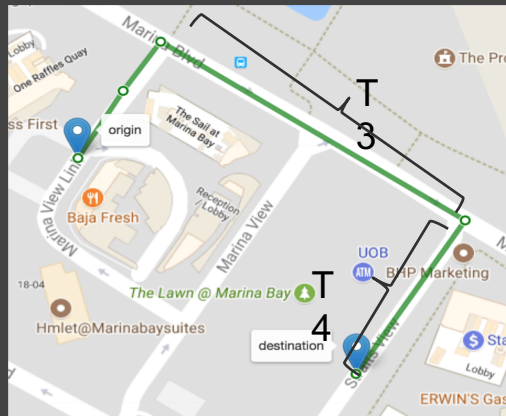 Marina Blvd
Lobby
One Raffles Quay
The Pro
ss First
origin
The Sail at
Marina Bay
T
3
Marina View Link
Baja Fresh
Reception
/ Lobby
Marina View
UOB
ATM
BHP Marketing
M
18-04
The Lawn @ Marina Bay
T
4
Hmlet@Marinabaysuites
destination
Straits View
Sta
Lobby
ERWIN'S Gas